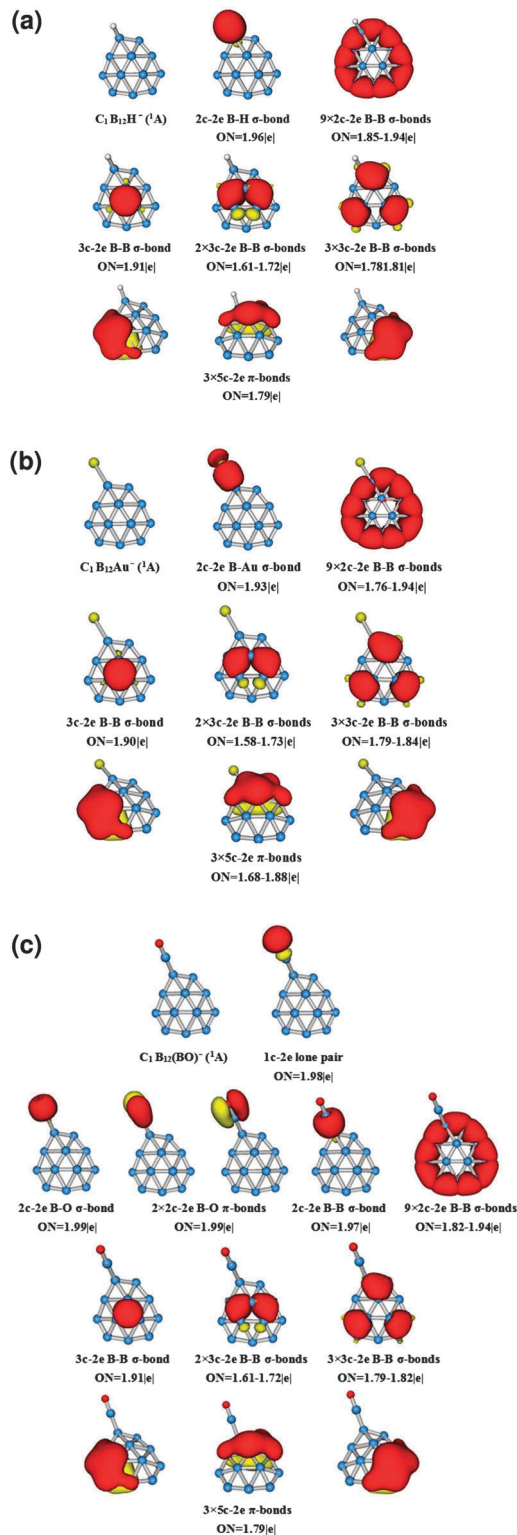 (a)
C₁ B₁₂H⁻ (¹A)
2c-2e B-H σ-bond
ON=1.96|e|
9×2c-2e B-B σ-bonds
ON=1.85-1.94|e|
3c-2e B-B σ-bond
ON=1.91|e|
2×3c-2e B-B σ-bonds
ON=1.61-1.72|e|
3×3c-2e B-B σ-bonds
ON=1.781.81|e|
3×5c-2e π-bonds
ON=1.79|e|
(b)
C₁ B₁₂Au⁻ (¹A)
2c-2e B-Au σ-bond
ON=1.93|e|
9×2c-2e B-B σ-bonds
ON=1.76-1.94|e|
3c-2e B-B σ-bond
ON=1.90|e|
2×3c-2e B-B σ-bonds
ON=1.58-1.73|e|
3×3c-2e B-B σ-bonds
ON=1.79-1.84|e|
3×5c-2e π-bonds
ON=1.68-1.88|e|
(c)
C₁ B₁₂(BO)⁻ (¹A)
1c-2e lone pair
ON=1.98|e|
2c-2e B-O σ-bond
ON=1.99|e|
2×2c-2e B-O π-bonds
ON=1.99|e|
2c-2e B-B σ-bond
ON=1.97|e|
9×2c-2e B-B σ-bonds
ON=1.82-1.94|e|
3c-2e B-B σ-bond
ON=1.91|e|
2×3c-2e B-B σ-bonds
ON=1.61-1.72|e|
3×3c-2e B-B σ-bonds
ON=1.79-1.82|e|
3×5c-2e π-bonds
ON=1.79|e|